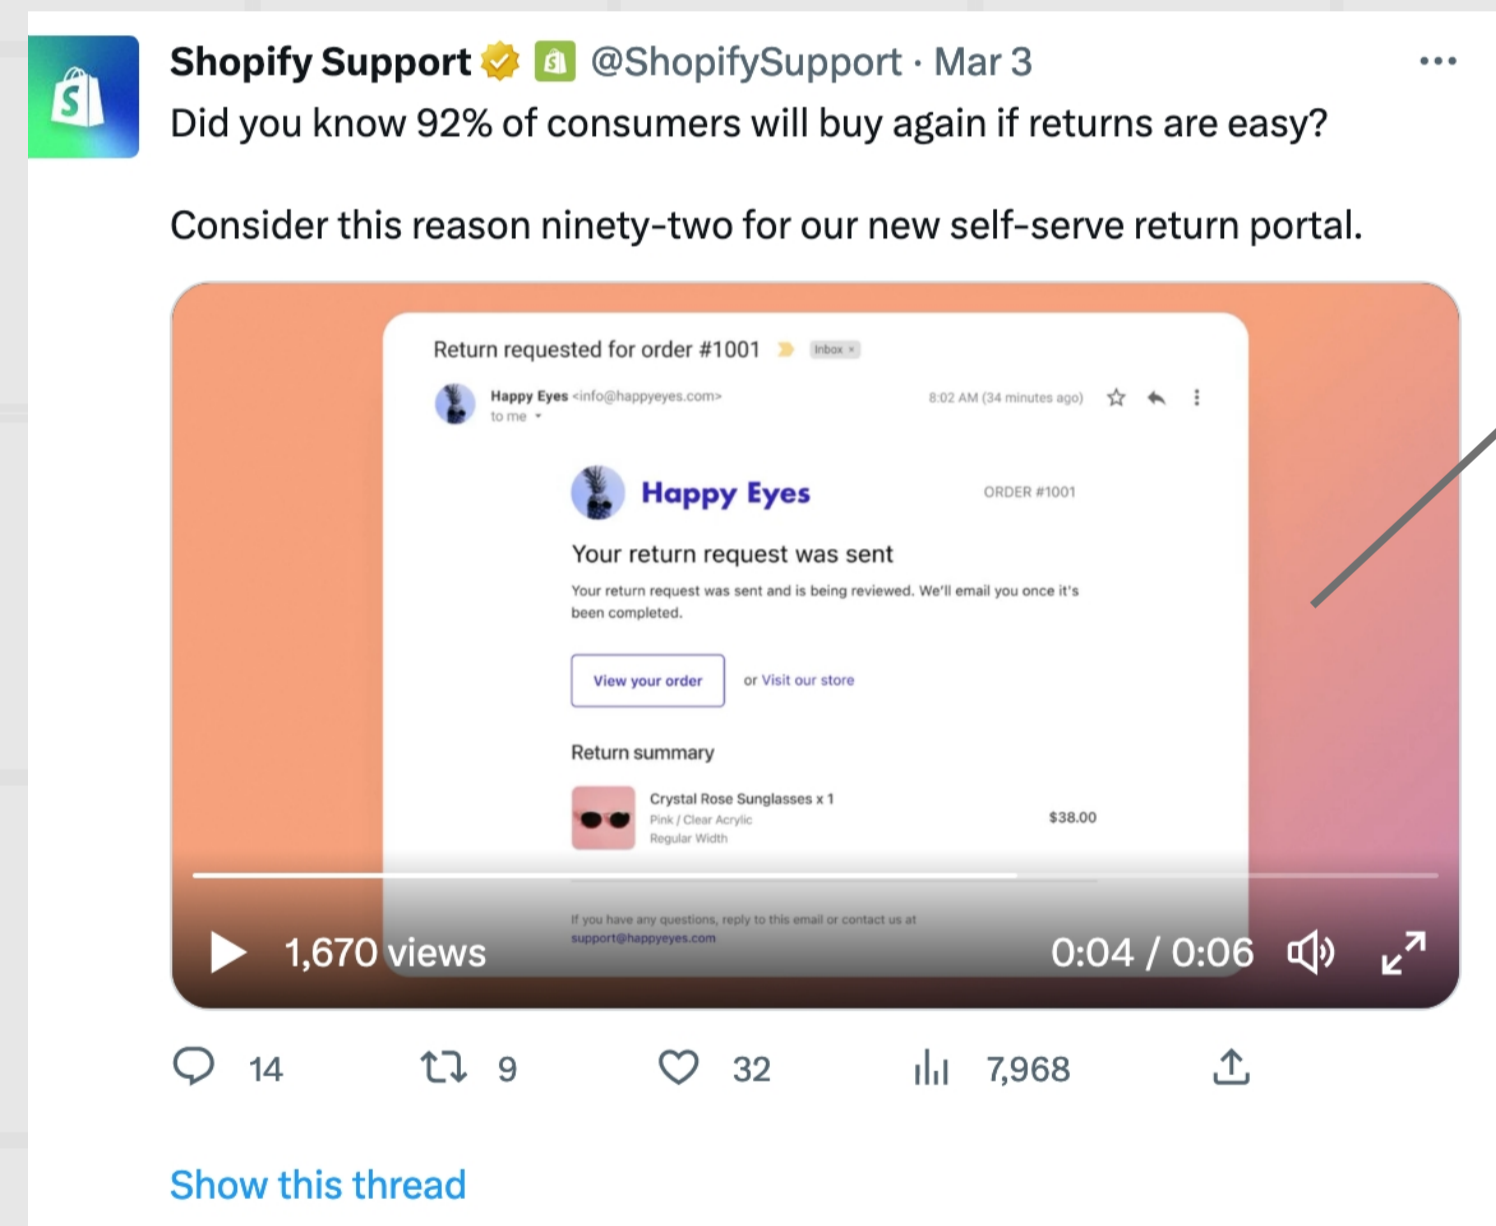 Shopify Support @ShopifySupport · Mar 3
Did you know 92% of consumers will buy again if returns are easy?
Consider this reason ninety-two for our new self-serve return portal.
Return requested for order #1001 Inbox ×
Happy Eyes <info@happyeyes.com> 8:02 AM (34 minutes ago)
to me
Happy Eyes ORDER #1001
Your return request was sent
Your return request was sent and is being reviewed. We'll email you once it's
been completed.
View your order or Visit our store
Return summary
Crystal Rose Sunglasses x 1
Pink / Clear Acrylic $38.00
Regular Width
If you have any questions, reply to this email or contact us at
support@happyeyes.com
1,670 views 0:04 / 0:06
14 9 32 7,968
Show this thread